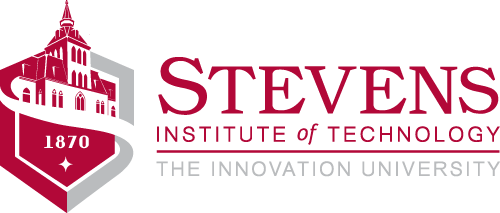 1870
STEVENS
INSTITUTE of TECHNOLOGY
THE INNOVATION UNIVERSITY